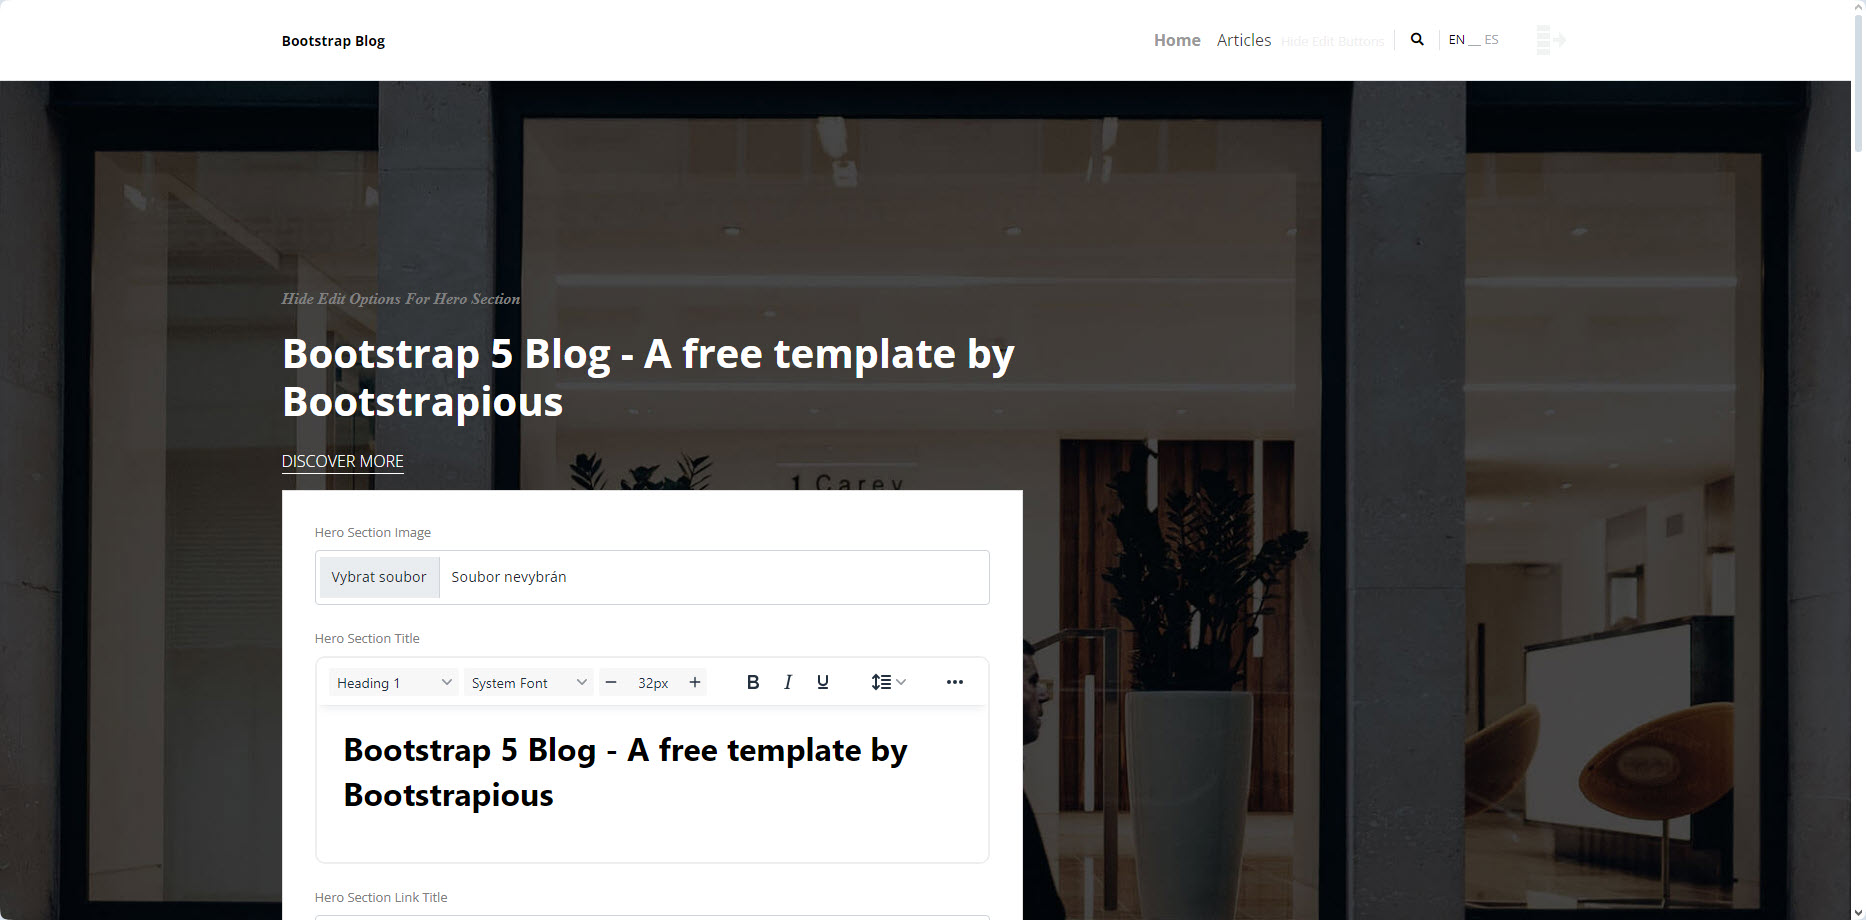 Bootstrap Blog
Home Articles Hide Edit Buttons EN __ ES
Hide Edit Options For Hero Section
Bootstrap 5 Blog - A free template by
Bootstrapious
DISCOVER MORE
1 Carey
Hero Section Image
Vybrat soubor Soubor nevybrán
Hero Section Title
Heading 1 System Font 32px B I U
Bootstrap 5 Blog - A free template by
Bootstrapious
Hero Section Link Title